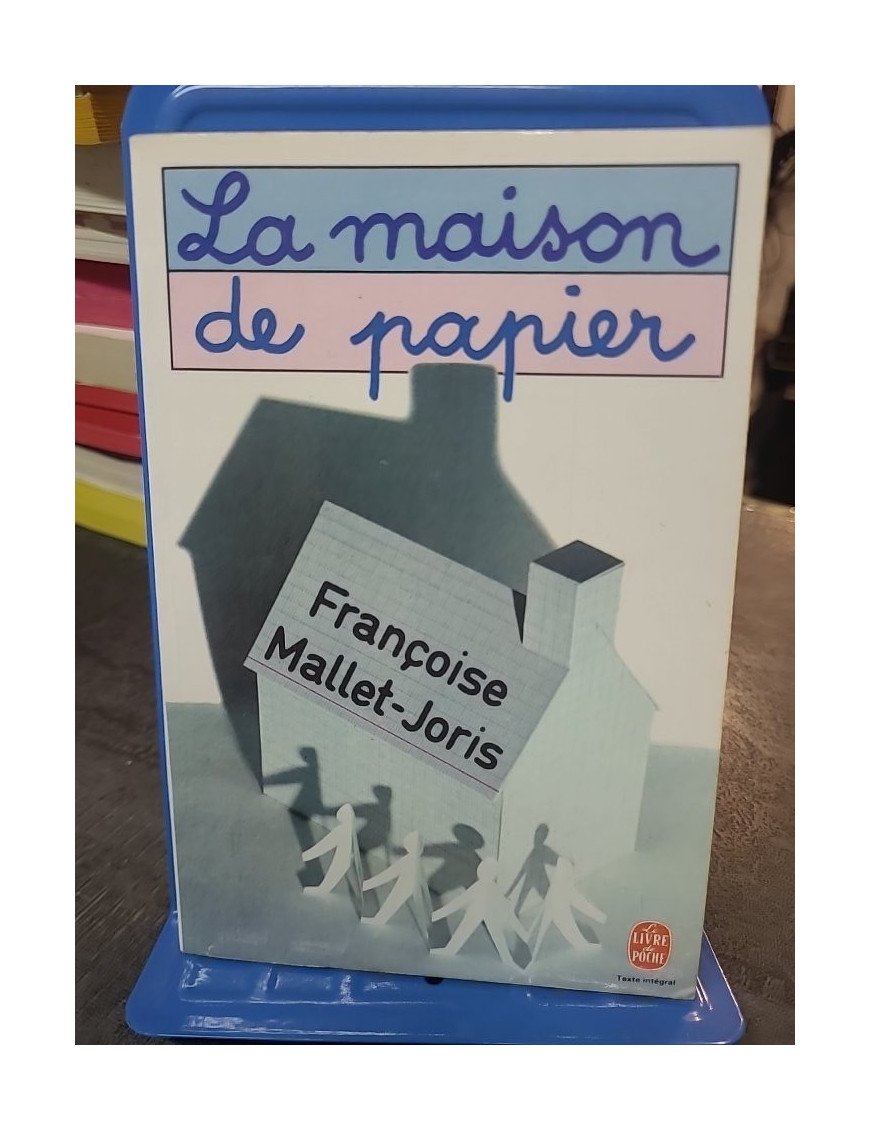 La maison
de papier
Françoise
Mallet-Joris
Le
LIVRE
de
POCHE
Texte intégral